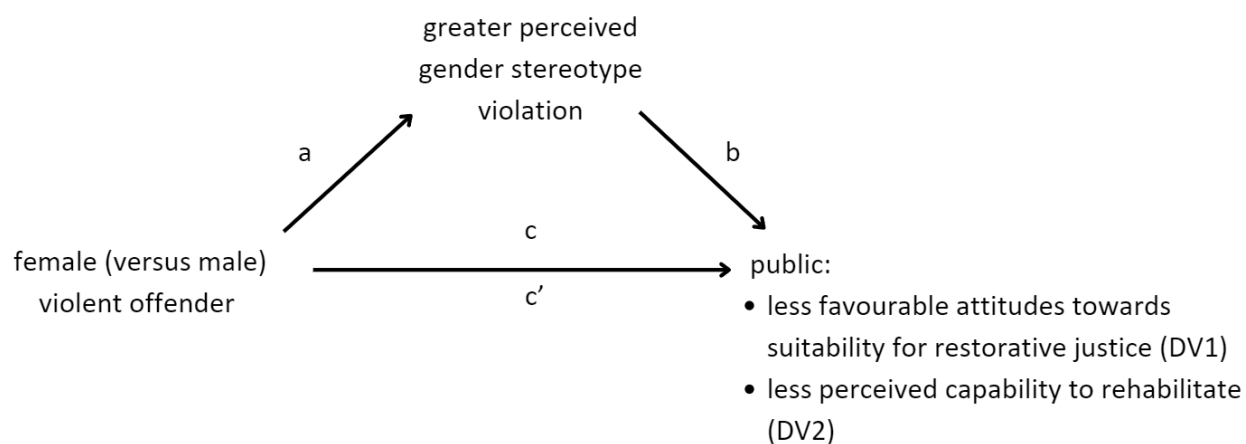 greater perceived
gender stereotype
violation
a
b
c
female (versus male)
violent offender
c’
public:
• less favourable attitudes towards
suitability for restorative justice (DV1)
• less perceived capability to rehabilitate
(DV2)